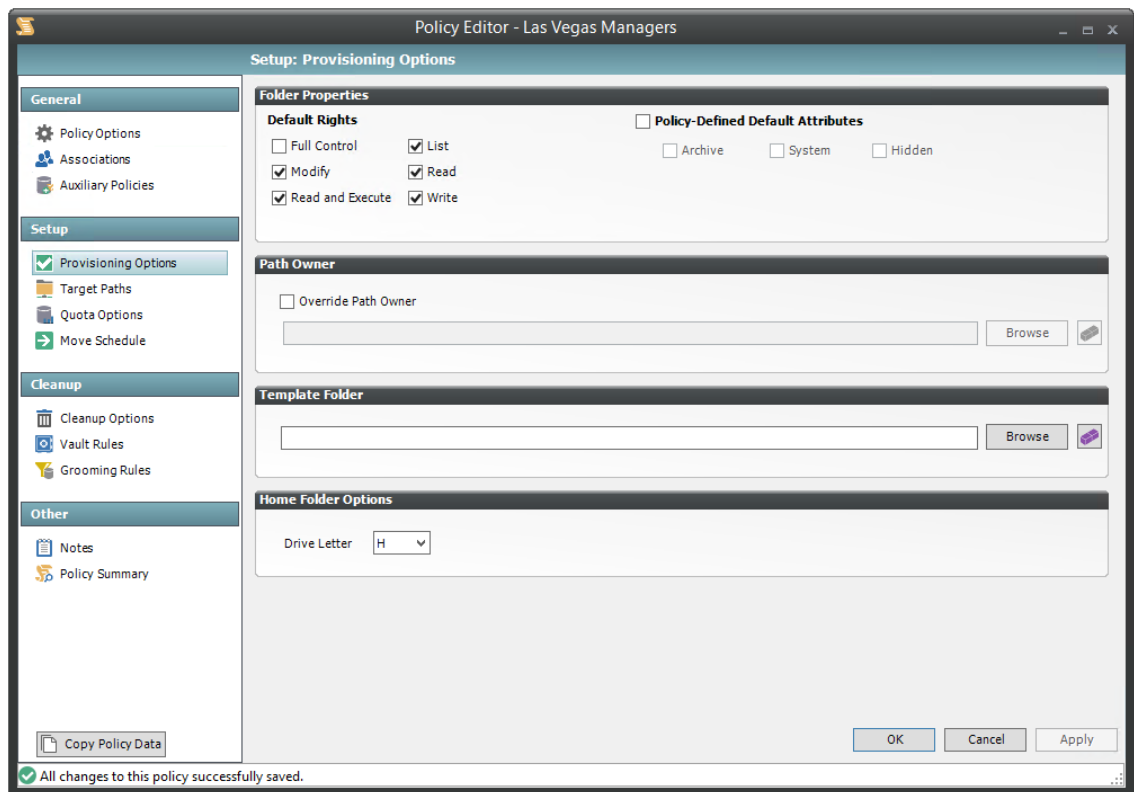 Policy Editor - Las Vegas Managers
Setup: Provisioning Options
General
Policy Options
Associations
Auxiliary Policies
Setup
Provisioning Options
Target Paths
Quota Options
Move Schedule
Cleanup
Cleanup Options
Vault Rules
Grooming Rules
Other
Notes
Policy Summary
Copy Policy Data
Folder Properties
Default Rights
Full Control
List
Modify
Read
Read and Execute
Write
Policy-Defined Default Attributes
Archive
System
Hidden
Path Owner
Override Path Owner
Browse
Template Folder
Browse
Home Folder Options
Drive Letter
H
OK
Cancel
Apply
All changes to this policy successfully saved.